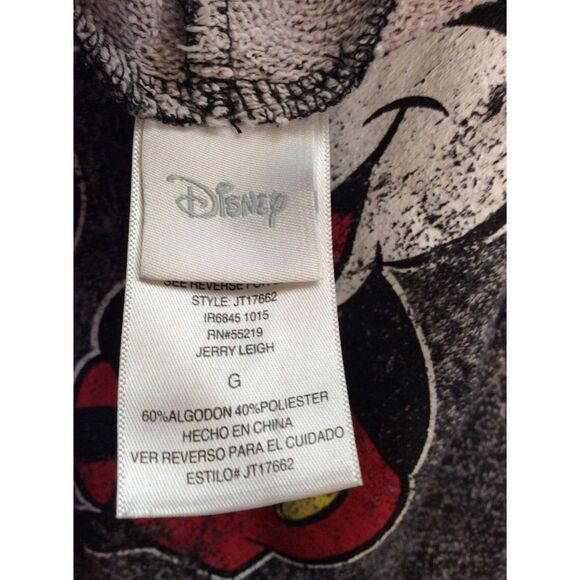 Disney
SEE REVERSE FOR
STYLE: JT17662
IR6845 1015
RN#55219
JERRY LEIGH
G
60%ALGODON 40%POLIESTER
HECHO EN CHINA
VER REVERSO PARA EL CUIDADO
ESTILO# JT17662